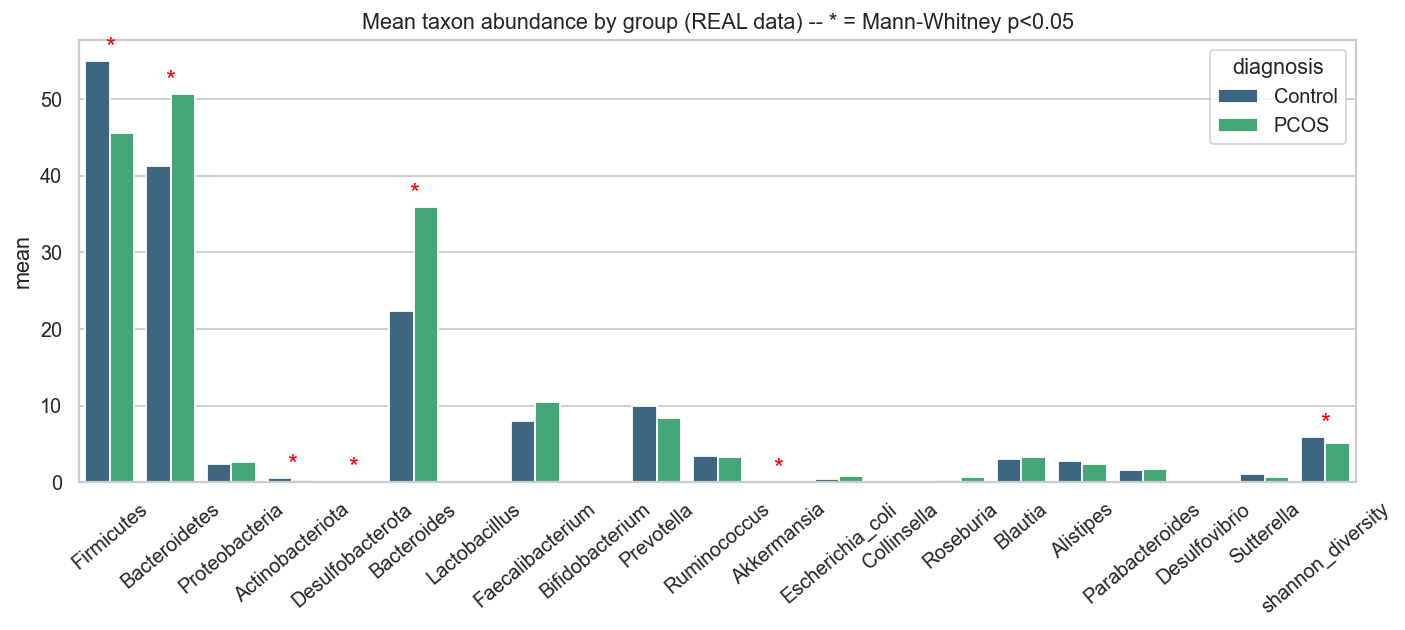 Mean taxon abundance by group (REAL data) -- * = Mann-Whitney p<0.05
diagnosis
Control
PCOS
mean
50
40
30
20
10
0
*
*
*
*
*
*
*
Firmicutes
Bacteroidetes
Proteobacteria
Actinobacteriota
Desulfobacterota
Bacteroides
Lactobacillus
Faecalibacterium
Bifidobacterium
Prevotella
Ruminococcus
Akkermansia
Escherichia_coli
Collinsella
Roseburia
Blautia
Alistipes
Parabacteroides
Desulfovibrio
Sutterella
shannon_diversity